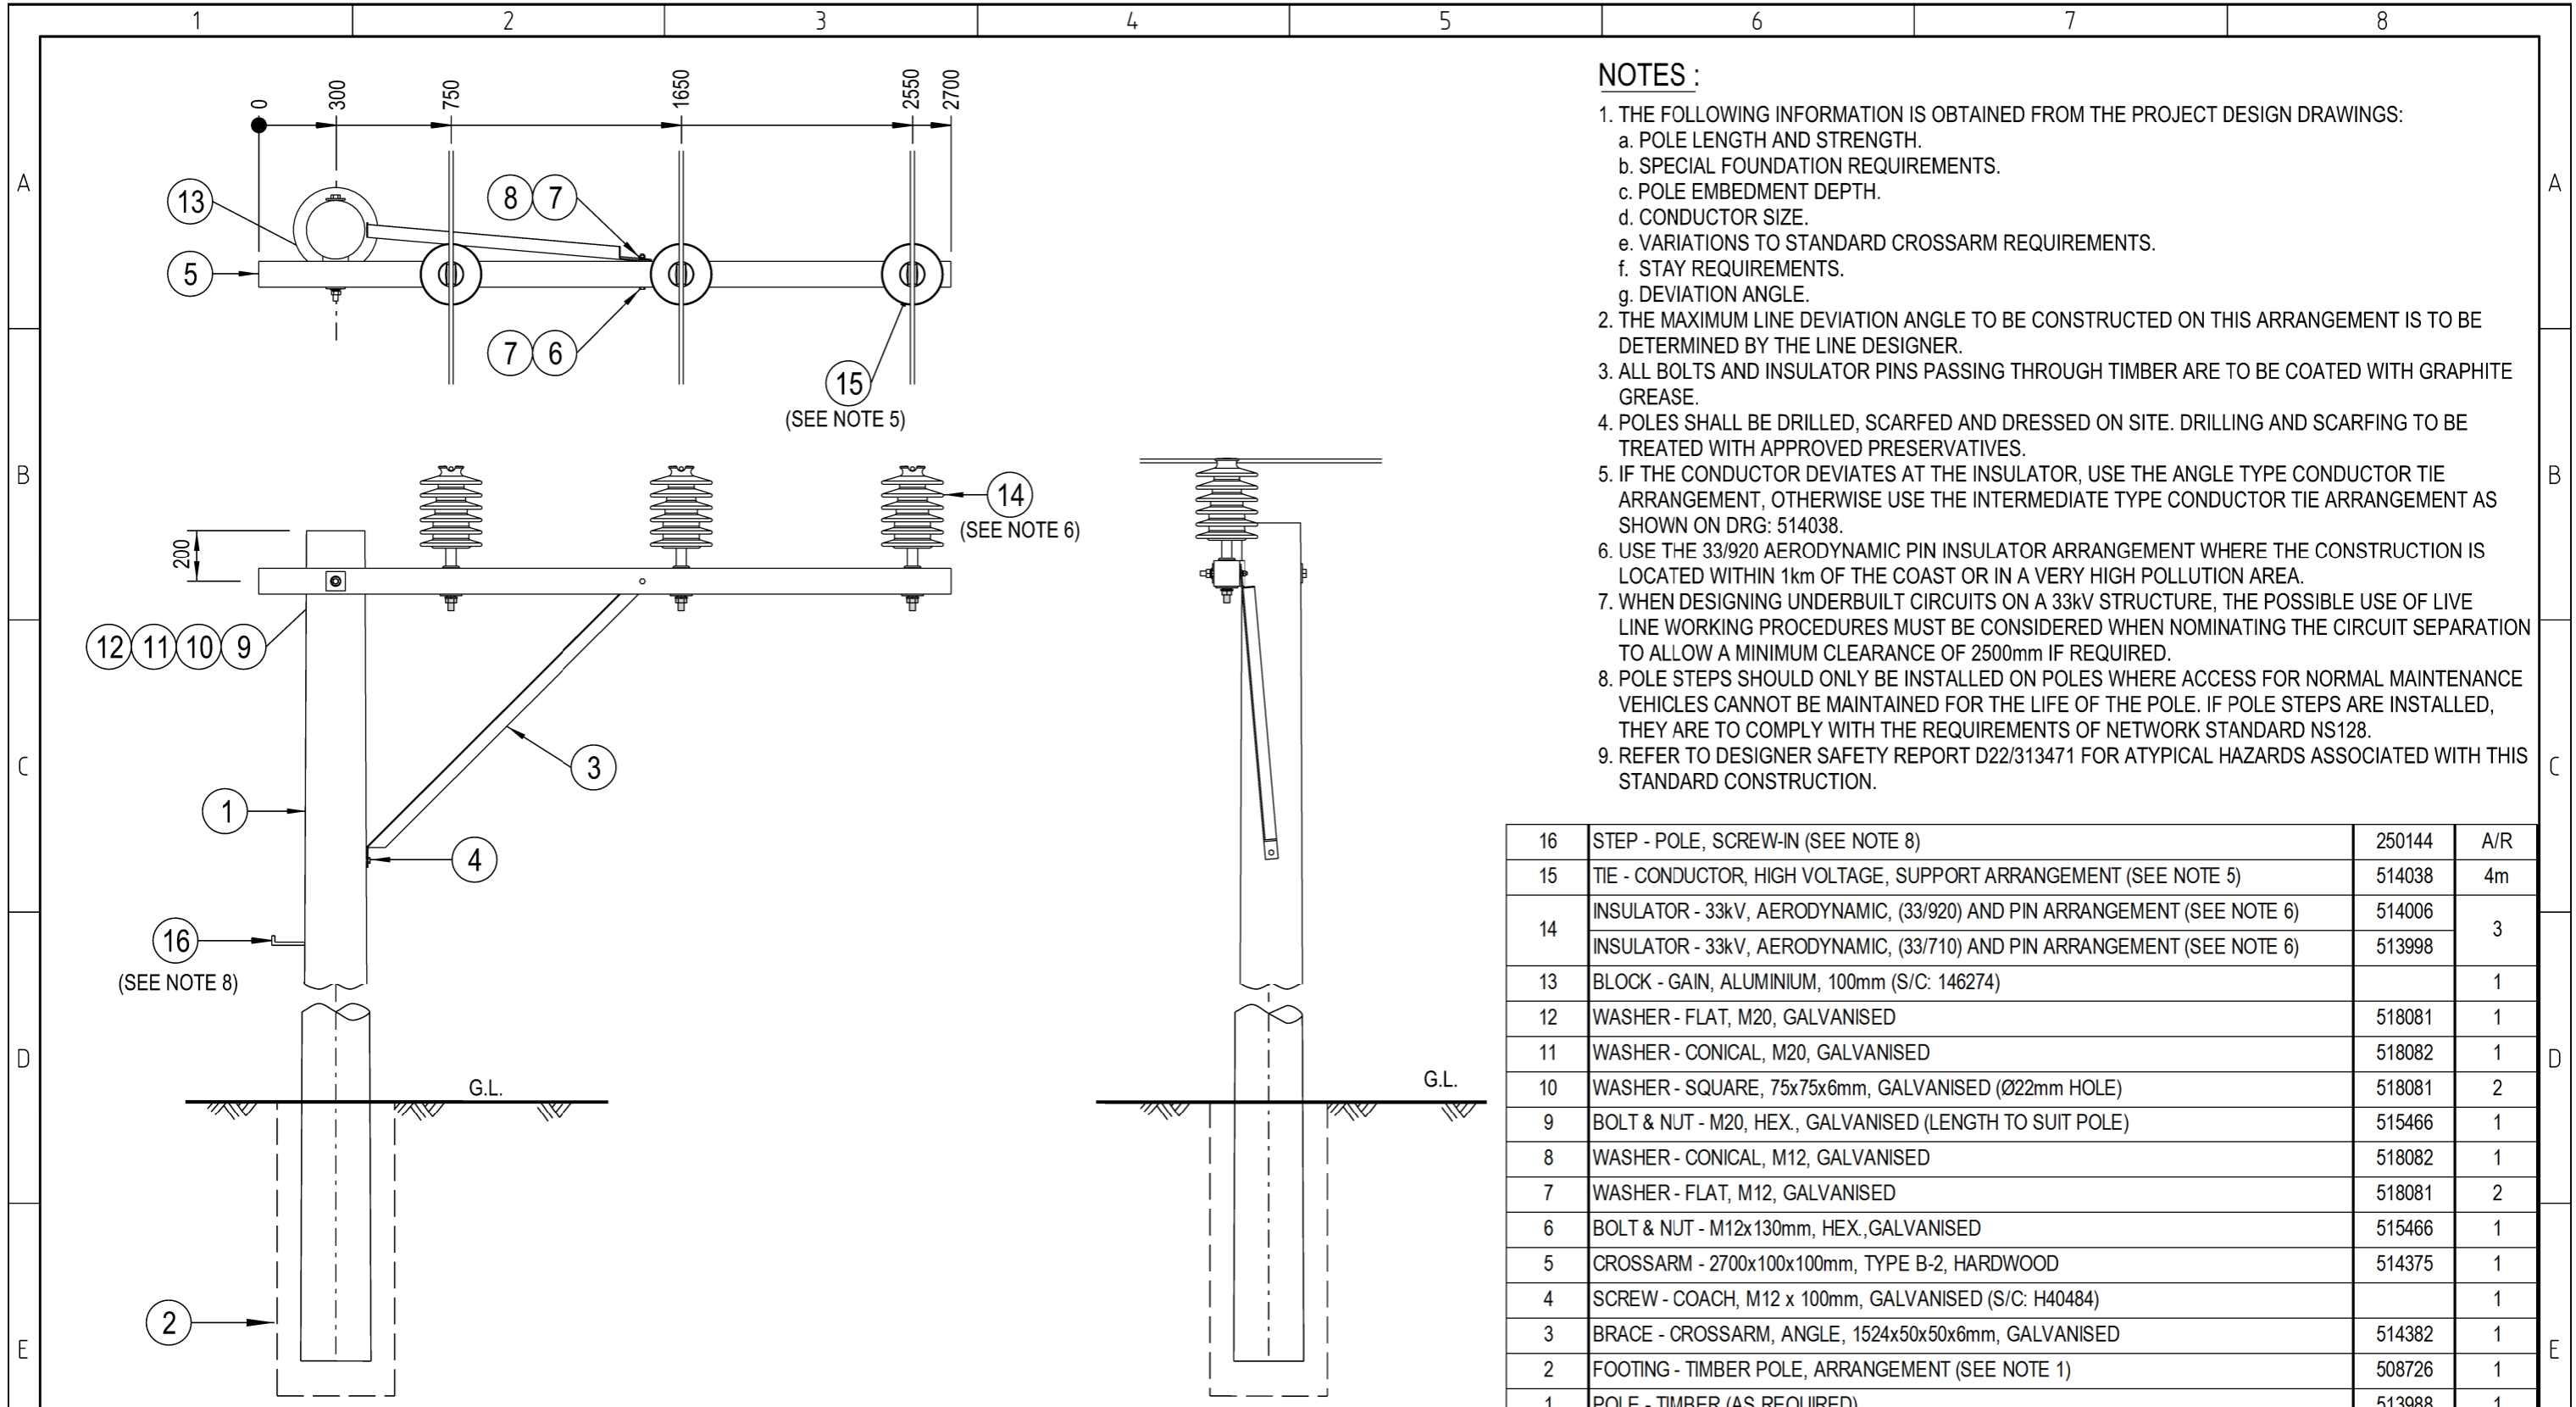 1 2 3 4 5 6 7 8
A
B
C
D
E
A
B
C
D
E
0 300 750 1650 2550 2700
13
8 7
5
7 6
15
(SEE NOTE 5)
14
(SEE NOTE 6)
200
12 11 10 9
3
1
4
16
(SEE NOTE 8)
G.L.
G.L.
2
NOTES :
1. THE FOLLOWING INFORMATION IS OBTAINED FROM THE PROJECT DESIGN DRAWINGS:
a. POLE LENGTH AND STRENGTH.
b. SPECIAL FOUNDATION REQUIREMENTS.
c. POLE EMBEDMENT DEPTH.
d. CONDUCTOR SIZE.
e. VARIATIONS TO STANDARD CROSSARM REQUIREMENTS.
f. STAY REQUIREMENTS.
g. DEVIATION ANGLE.
2. THE MAXIMUM LINE DEVIATION ANGLE TO BE CONSTRUCTED ON THIS ARRANGEMENT IS TO BE
DETERMINED BY THE LINE DESIGNER.
3. ALL BOLTS AND INSULATOR PINS PASSING THROUGH TIMBER ARE TO BE COATED WITH GRAPHITE
GREASE.
4. POLES SHALL BE DRILLED, SCARFED AND DRESSED ON SITE. DRILLING AND SCARFING TO BE
TREATED WITH APPROVED PRESERVATIVES.
5. IF THE CONDUCTOR DEVIATES AT THE INSULATOR, USE THE ANGLE TYPE CONDUCTOR TIE
ARRANGEMENT, OTHERWISE USE THE INTERMEDIATE TYPE CONDUCTOR TIE ARRANGEMENT AS
SHOWN ON DRG: 514038.
6. USE THE 33/920 AERODYNAMIC PIN INSULATOR ARRANGEMENT WHERE THE CONSTRUCTION IS
LOCATED WITHIN 1km OF THE COAST OR IN A VERY HIGH POLLUTION AREA.
7. WHEN DESIGNING UNDERBUILT CIRCUITS ON A 33kV STRUCTURE, THE POSSIBLE USE OF LIVE
LINE WORKING PROCEDURES MUST BE CONSIDERED WHEN NOMINATING THE CIRCUIT SEPARATION
TO ALLOW A MINIMUM CLEARANCE OF 2500mm IF REQUIRED.
8. POLE STEPS SHOULD ONLY BE INSTALLED ON POLES WHERE ACCESS FOR NORMAL MAINTENANCE
VEHICLES CANNOT BE MAINTAINED FOR THE LIFE OF THE POLE. IF POLE STEPS ARE INSTALLED,
THEY ARE TO COMPLY WITH THE REQUIREMENTS OF NETWORK STANDARD NS128.
9. REFER TO DESIGNER SAFETY REPORT D22/313471 FOR ATYPICAL HAZARDS ASSOCIATED WITH THIS
STANDARD CONSTRUCTION.
16 STEP - POLE, SCREW-IN (SEE NOTE 8) 250144 A/R
15 TIE - CONDUCTOR, HIGH VOLTAGE, SUPPORT ARRANGEMENT (SEE NOTE 5) 514038 4m
14 INSULATOR - 33kV, AERODYNAMIC, (33/920) AND PIN ARRANGEMENT (SEE NOTE 6) 514006 3
INSULATOR - 33kV, AERODYNAMIC, (33/710) AND PIN ARRANGEMENT (SEE NOTE 6) 513998
13 BLOCK - GAIN, ALUMINIUM, 100mm (S/C: 146274) 1
12 WASHER - FLAT, M20, GALVANISED 518081 1
11 WASHER - CONICAL, M20, GALVANISED 518082 1
10 WASHER - SQUARE, 75x75x6mm, GALVANISED (Ø22mm HOLE) 518081 2
9 BOLT & NUT - M20, HEX., GALVANISED (LENGTH TO SUIT POLE) 515466 1
8 WASHER - CONICAL, M12, GALVANISED 518082 1
7 WASHER - FLAT, M12, GALVANISED 518081 2
6 BOLT & NUT - M12x130mm, HEX.,GALVANISED 515466 1
5 CROSSARM - 2700x100x100mm, TYPE B-2, HARDWOOD 514375 1
4 SCREW - COACH, M12 x 100mm, GALVANISED (S/C: H40484) 1
3 BRACE - CROSSARM, ANGLE, 1524x50x50x6mm, GALVANISED 514382 1
2 FOOTING - TIMBER POLE, ARRANGEMENT (SEE NOTE 1) 508726 1
1 POLE - TIMBER (AS REQUIRED) 513988 1